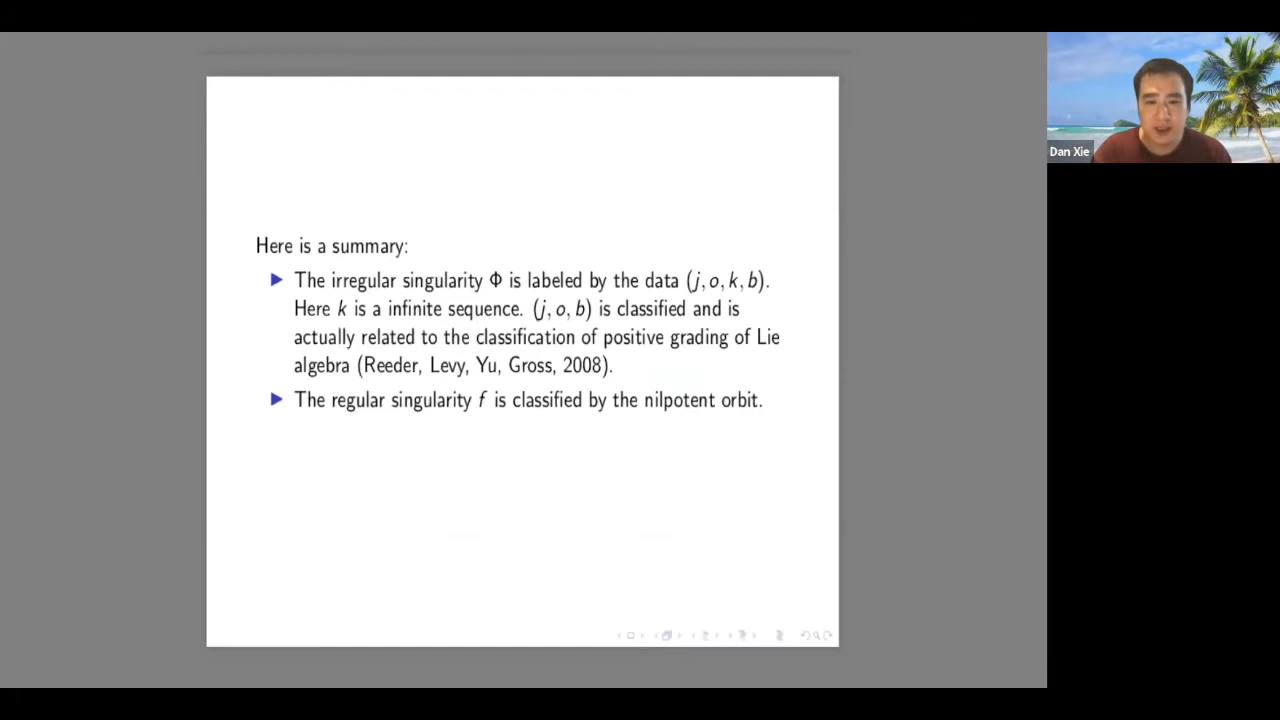 Here is a summary:
The irregular singularity Φ is labeled by the data (j, o, k, b).
Here k is a infinite sequence. (j, o, b) is classified and is
actually related to the classification of positive grading of Lie
algebra (Reeder, Levy, Yu, Gross, 2008).
The regular singularity f is classified by the nilpotent orbit.
Dan Xie